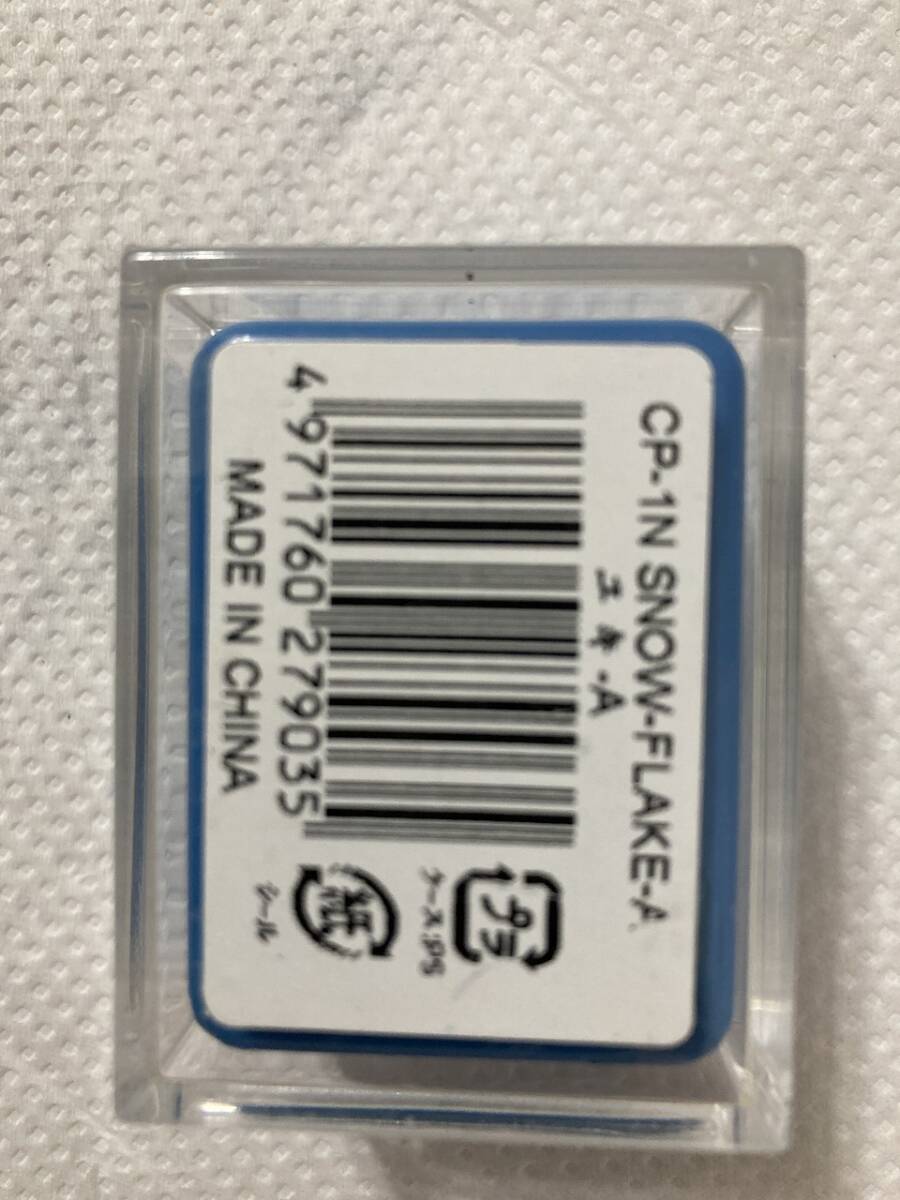 CP-1N SNOW-FLAKE-A
ユキ-A
4 971760 279035
MADE IN CHINA
プラ
ケース:PS
紙
シール